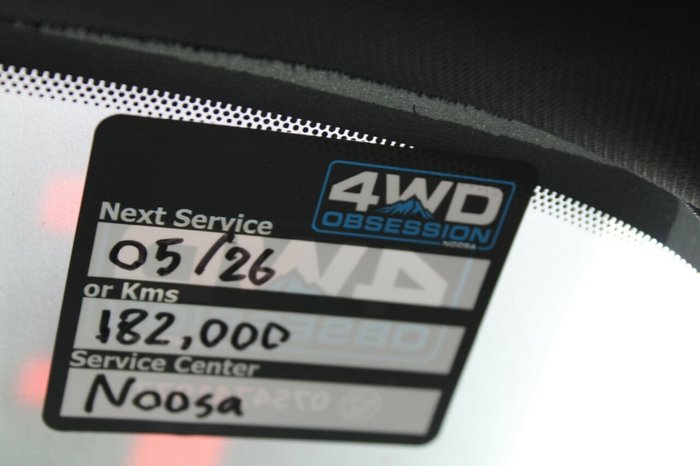 4WD
OBSESSION
NOOSA
Next Service
05/26
or Kms
182,000
Service Center
Noosa